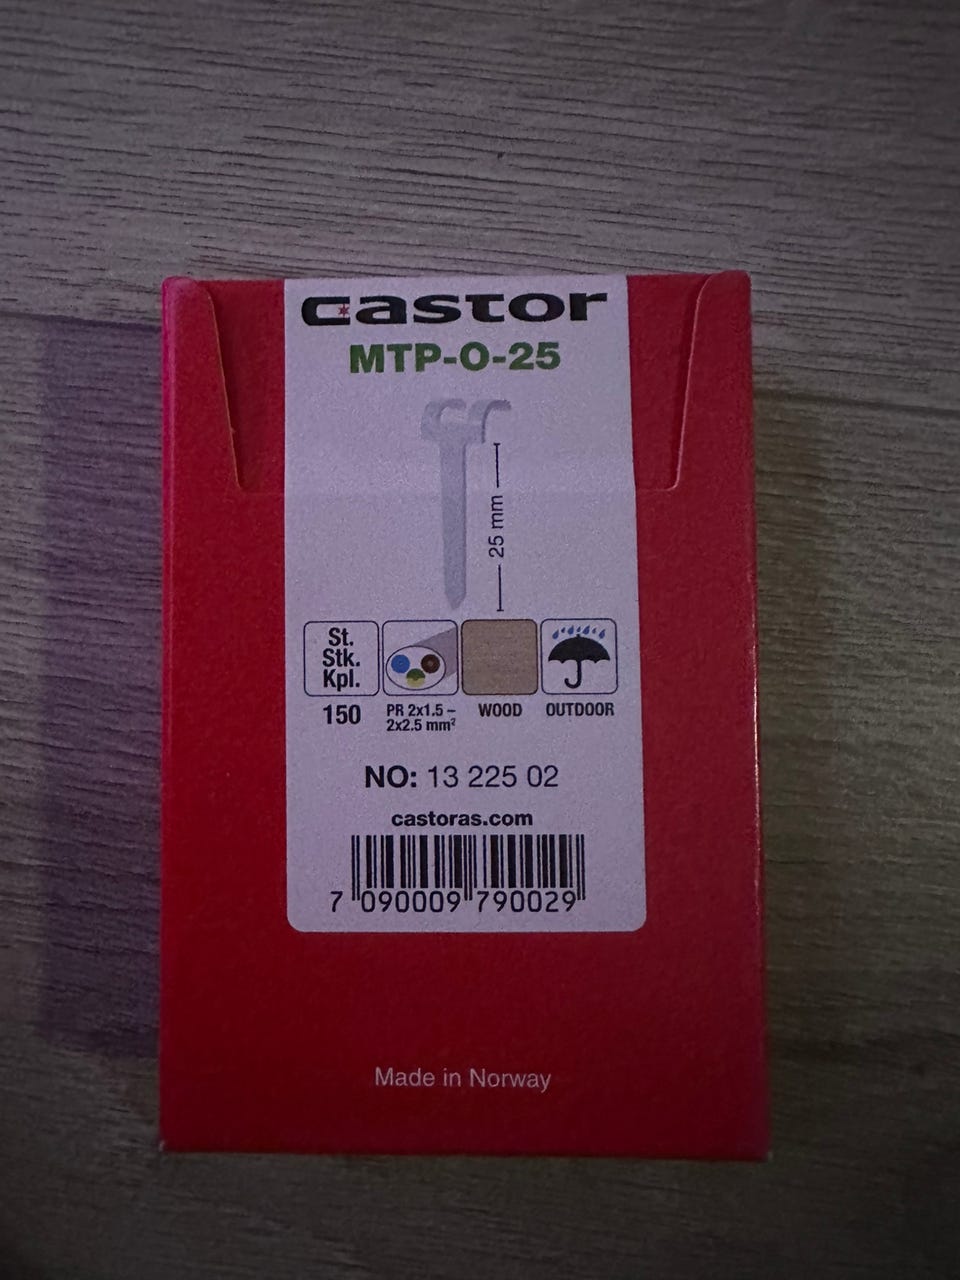 castor
MTP-O-25
25 mm
St.
Stk.
Kpl.
150
PR 2x1.5 –
2x2.5 mm²
WOOD
OUTDOOR
NO: 13 225 02
castoras.com
7 090009 790029
Made in Norway